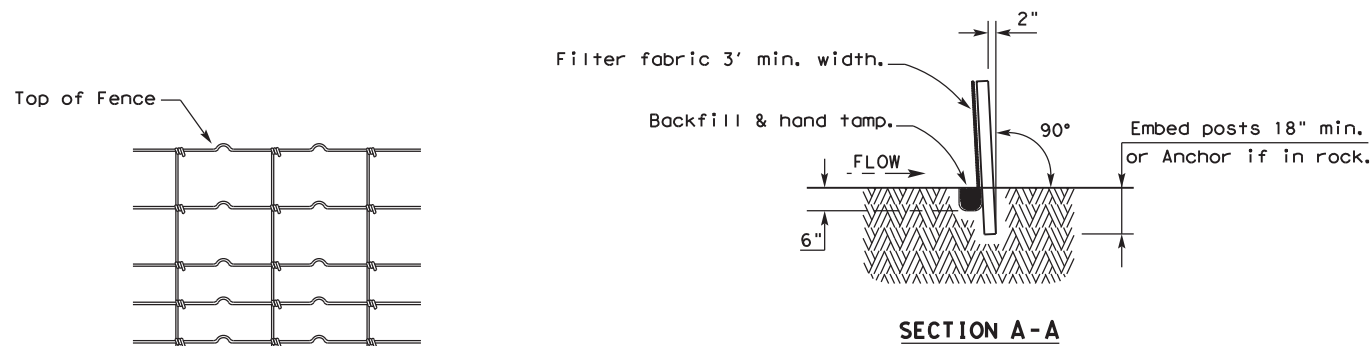 Top of Fence
2"
Filter fabric 3' min. width.
Backfill & hand tamp.
90°
Embed posts 18" min.
or Anchor if in rock.
FLOW
6"
SECTION A-A